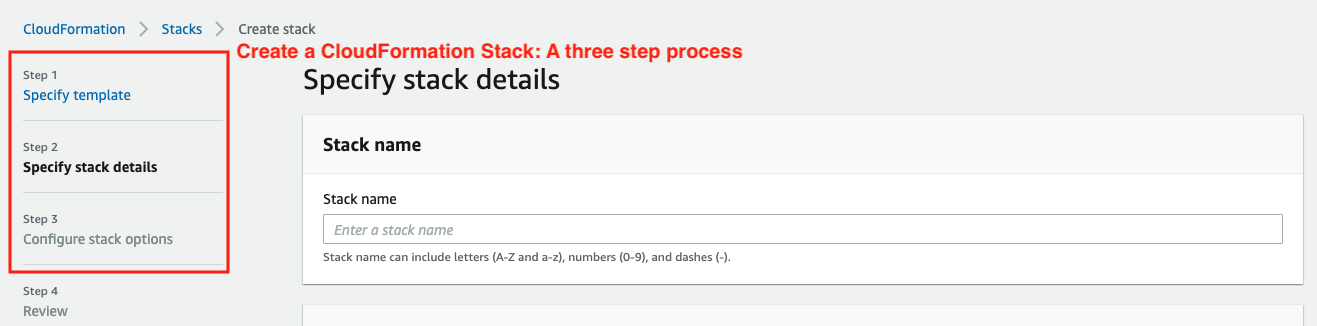 CloudFormation > Stacks > Create stack
Create a CloudFormation Stack: A three step process
Step 1
Specify template
Step 2
Specify stack details
Step 3
Configure stack options
Step 4
Review
Specify stack details
Stack name
Stack name
Enter a stack name
Stack name can include letters (A-Z and a-z), numbers (0-9), and dashes (-).